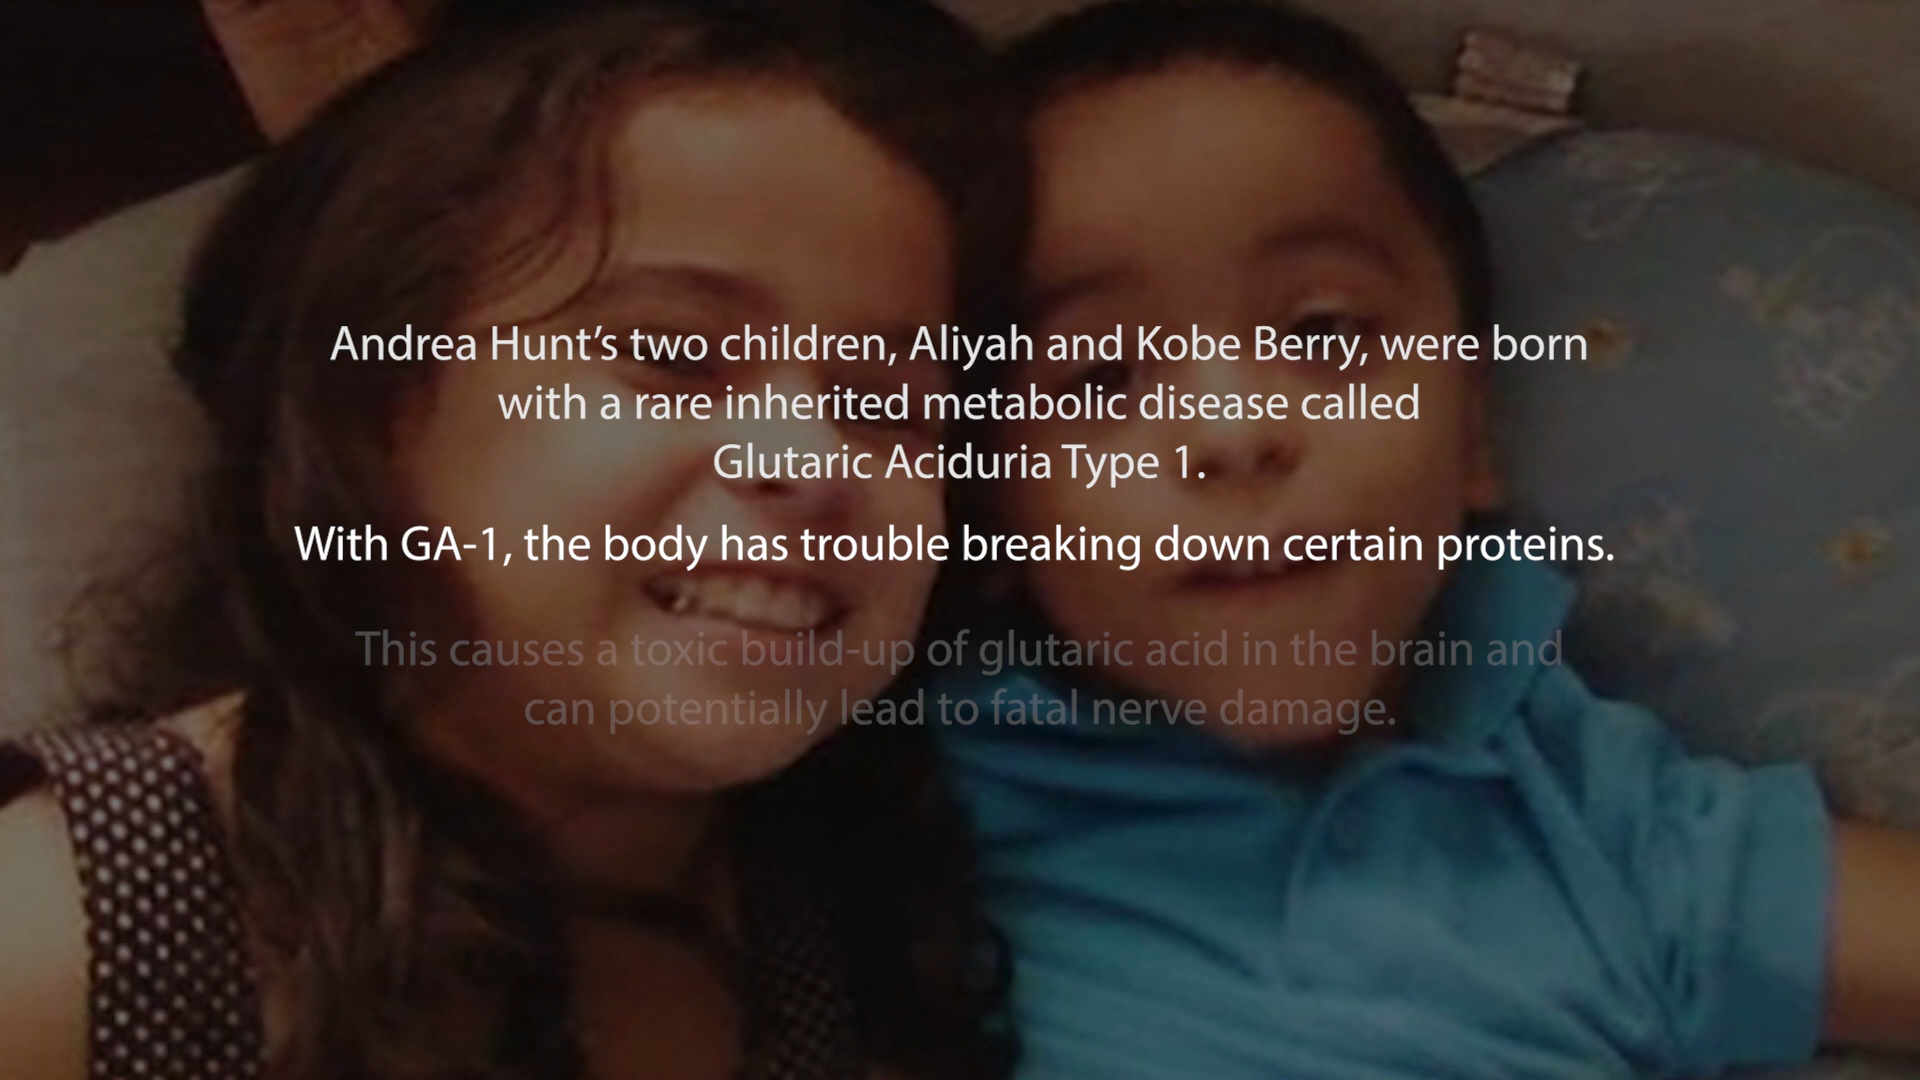 Andrea Hunt’s two children, Aliyah and Kobe Berry, were born
with a rare inherited metabolic disease called
Glutaric Aciduria Type 1.
With GA-1, the body has trouble breaking down certain proteins.
This causes a toxic build-up of glutaric acid in the brain and
can potentially lead to fatal nerve damage.